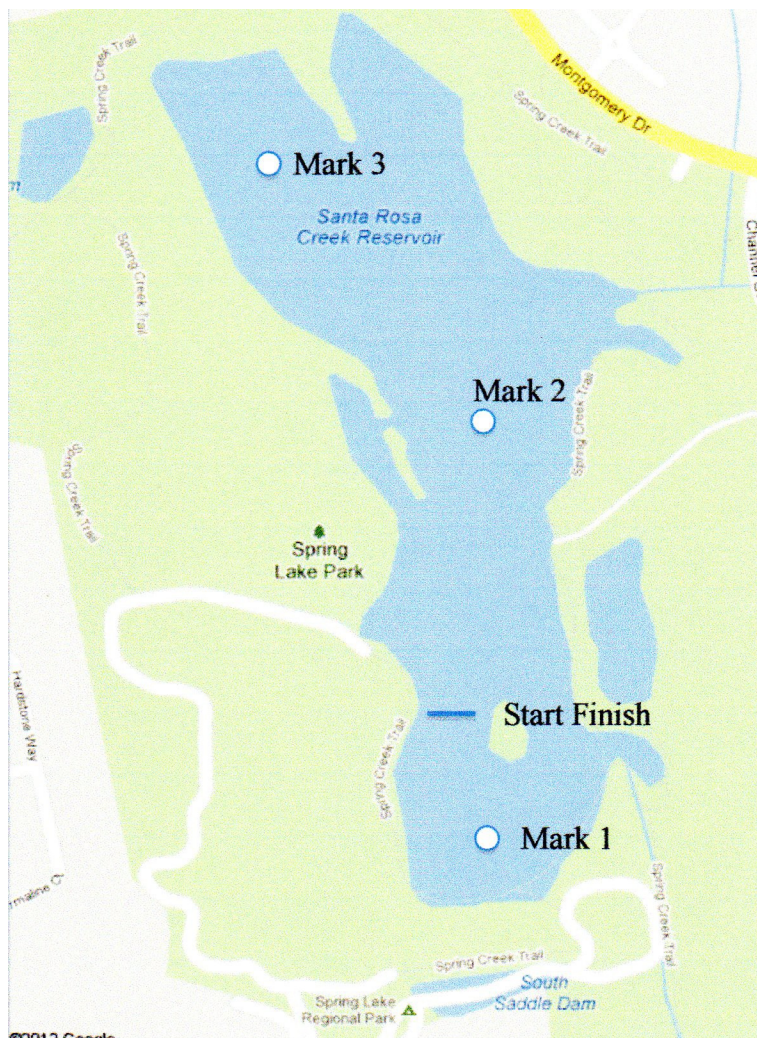 Spring Creek Trail
Montgomery Dr
Spring Creek Trail
Mark 3
Santa Rosa
Creek Reservoir
Spring Creek Trail
Mark 2
Spring Creek Trail
Spring Creek Trail
Spring
Lake Park
Hardstone Way
Start Finish
Spring Creek Trail
Mark 1
Spring Creek Trail
Spring Creek Trail
South
Saddle Dam
Spring Lake
Regional Park